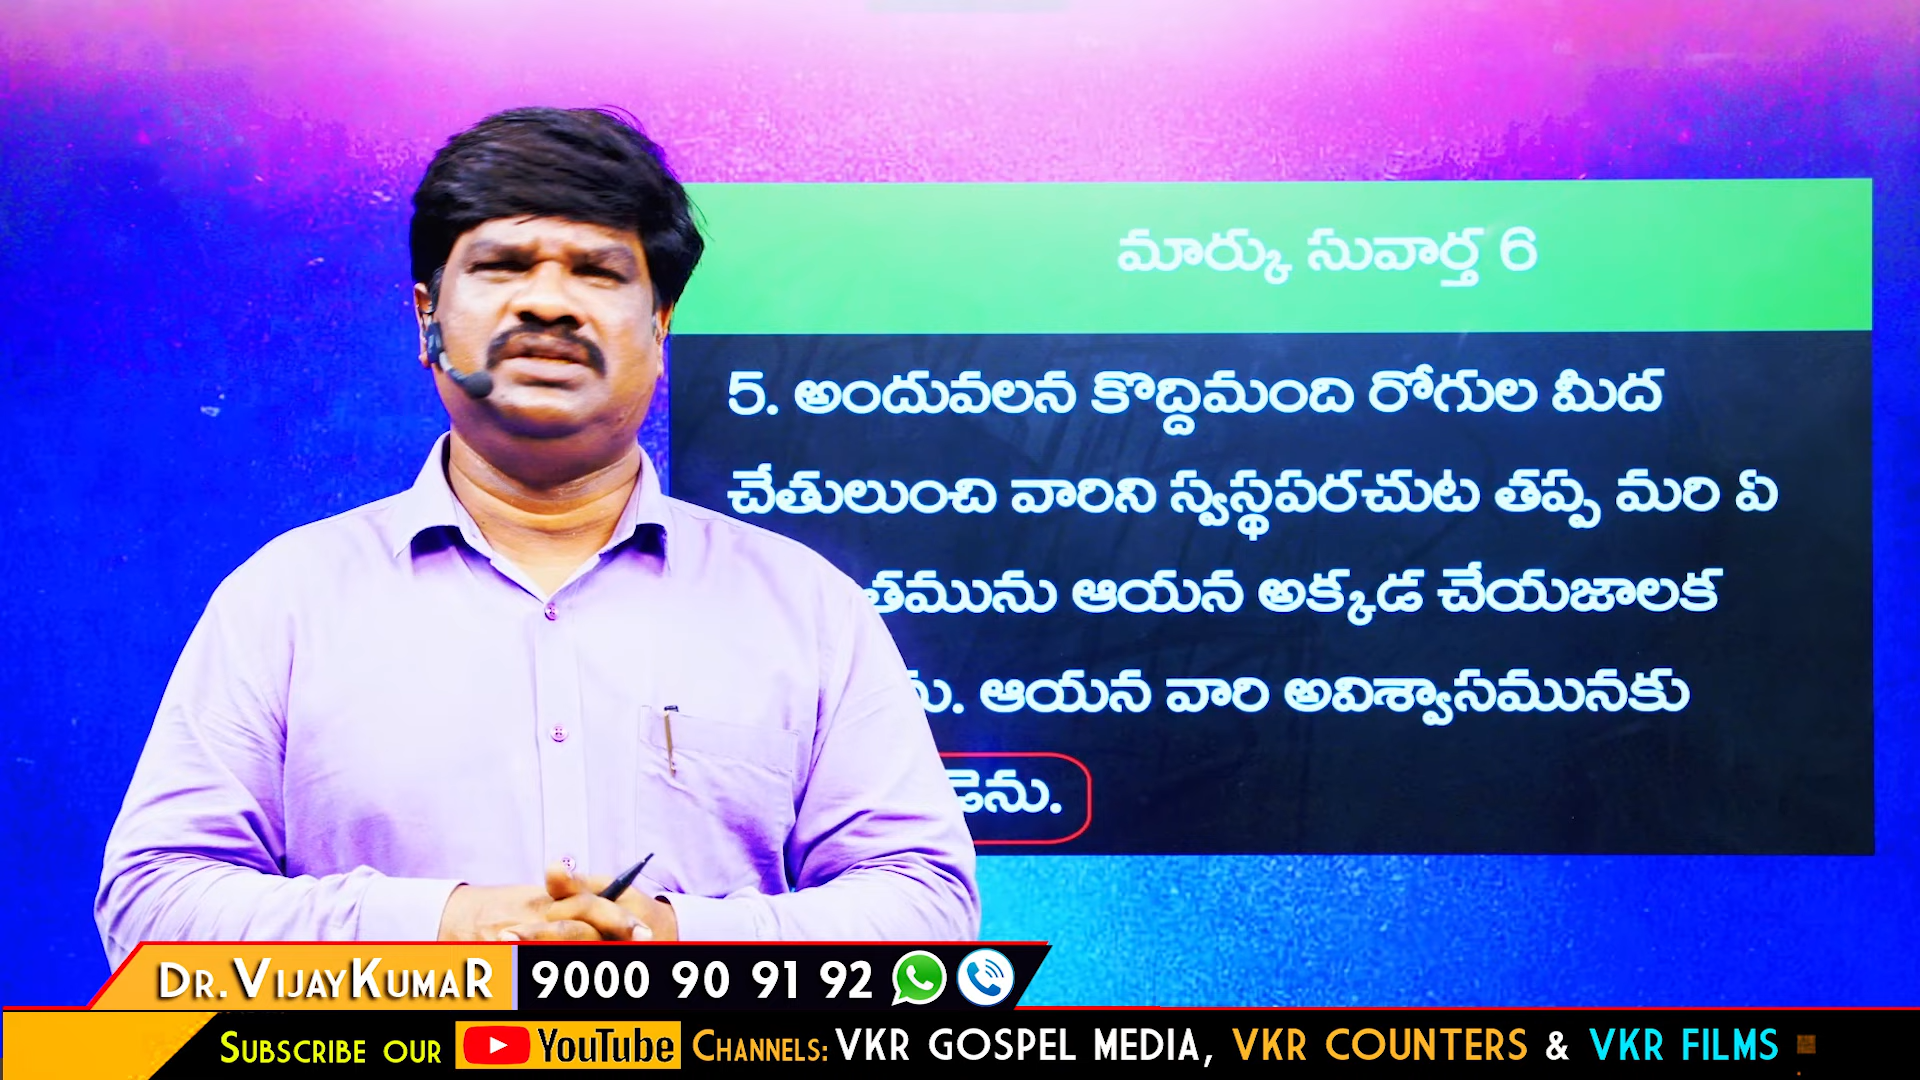 మార్కు సువార్త 6
5. అందువలన కొద్దిమంది రోగుల మీద
చేతులుంచి వారిని స్వస్థపరచుట తప్ప మరి ఏ
ఆయన అక్కడ చేయజాలక
ఆయన వారి అవిశ్వాసమునకు
DR. VIJAYKUMAR 9000 90 91 92
SUBSCRIBE OUR YouTube CHANNELS: VKR GOSPEL MEDIA, VKR COUNTERS & VKR FILMS